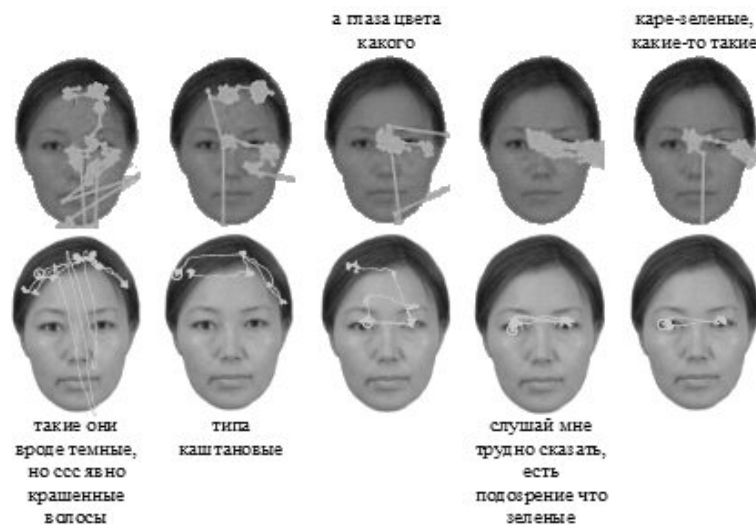 а глаза цвета
какого
каре-зеленые,
какие-то такие
такие они
вроде темные,
но ссс явно
крашенные
волосы
типа
каштановые
слушай мне
трудно сказать,
есть
подозрение что
зеленые